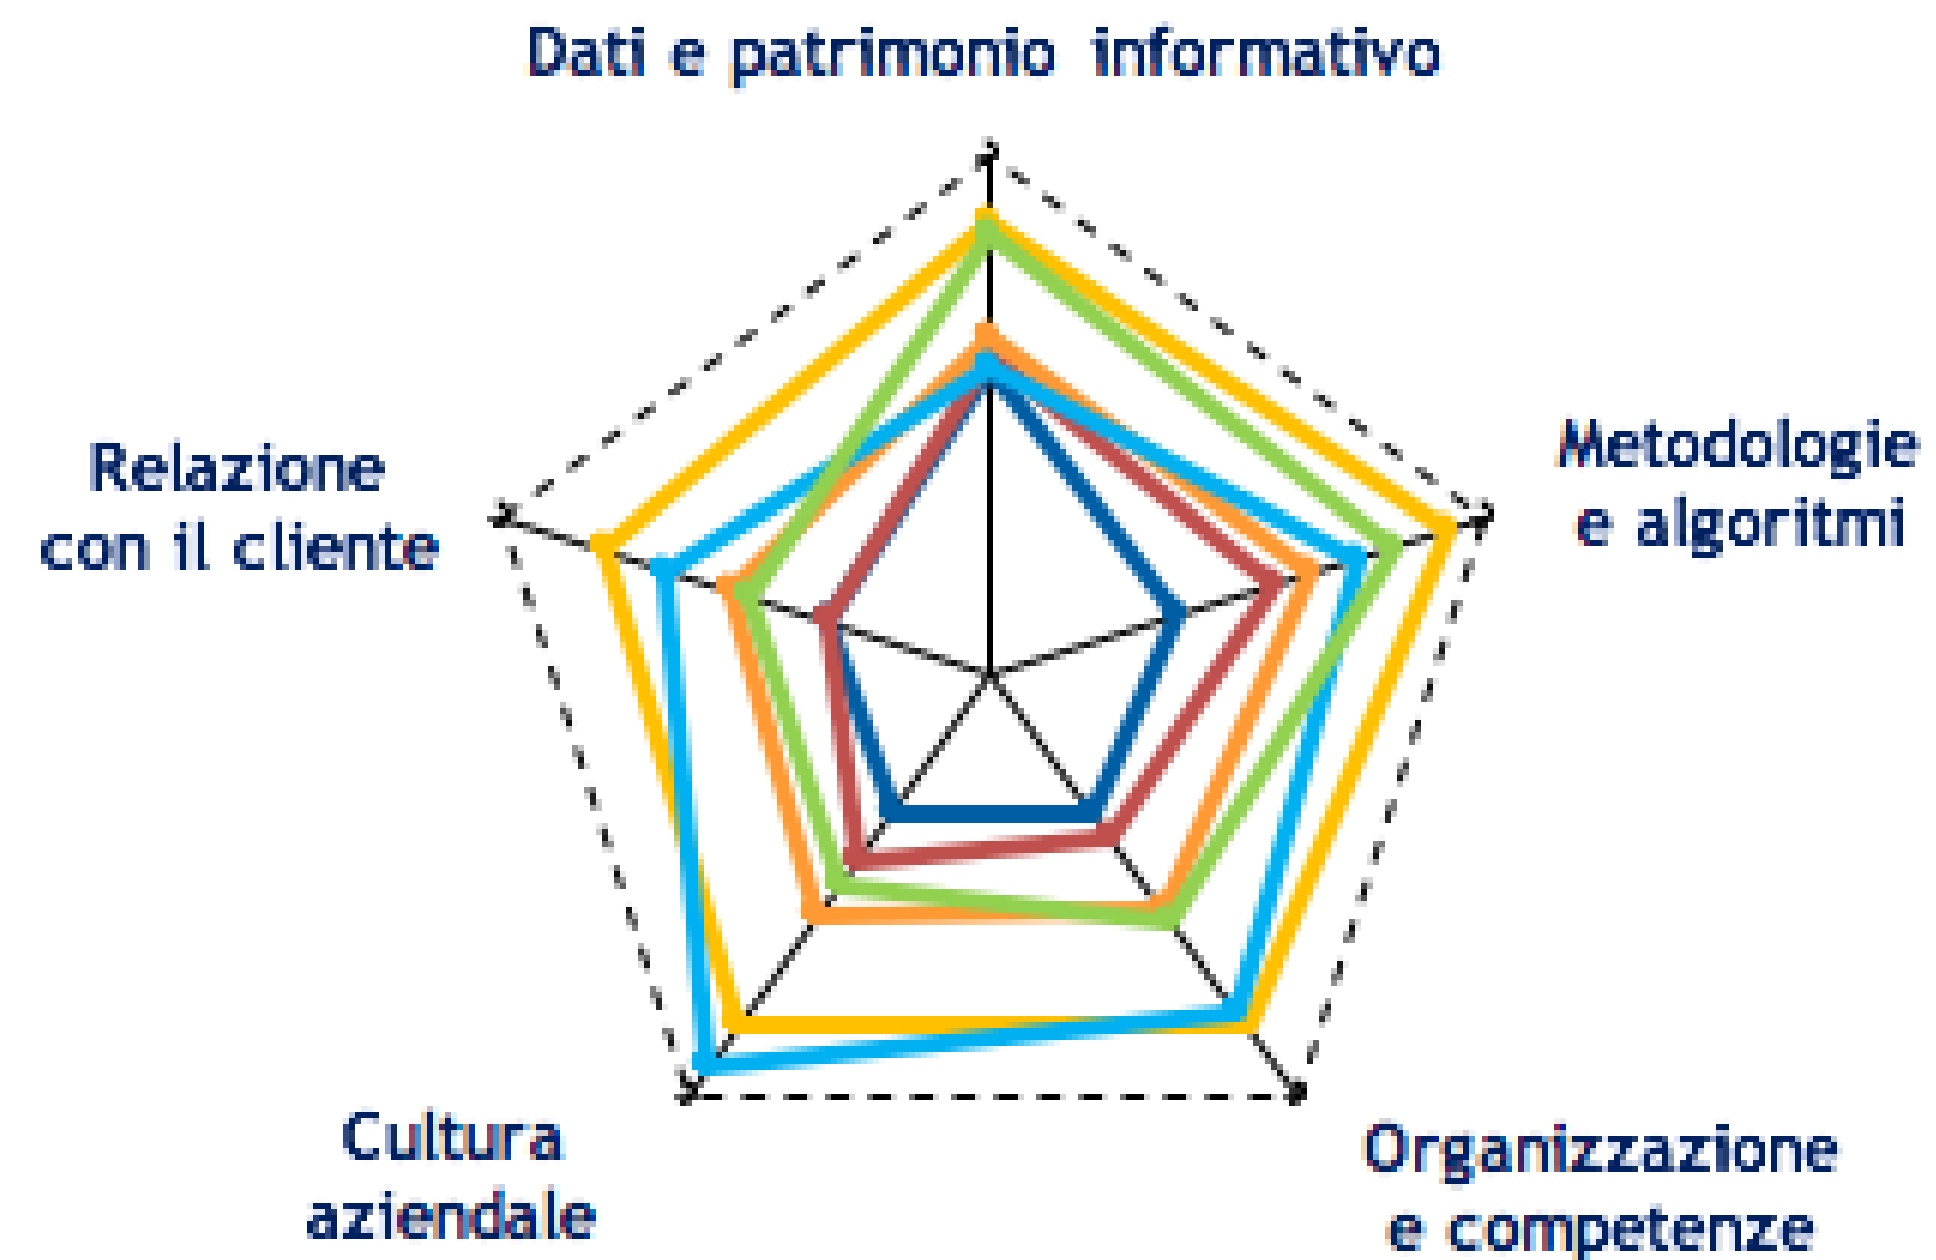 Dati e patrimonio informativo
Metodologie
e algoritmi
Relazione
con il cliente
Cultura
aziendale
Organizzazione
e competenze